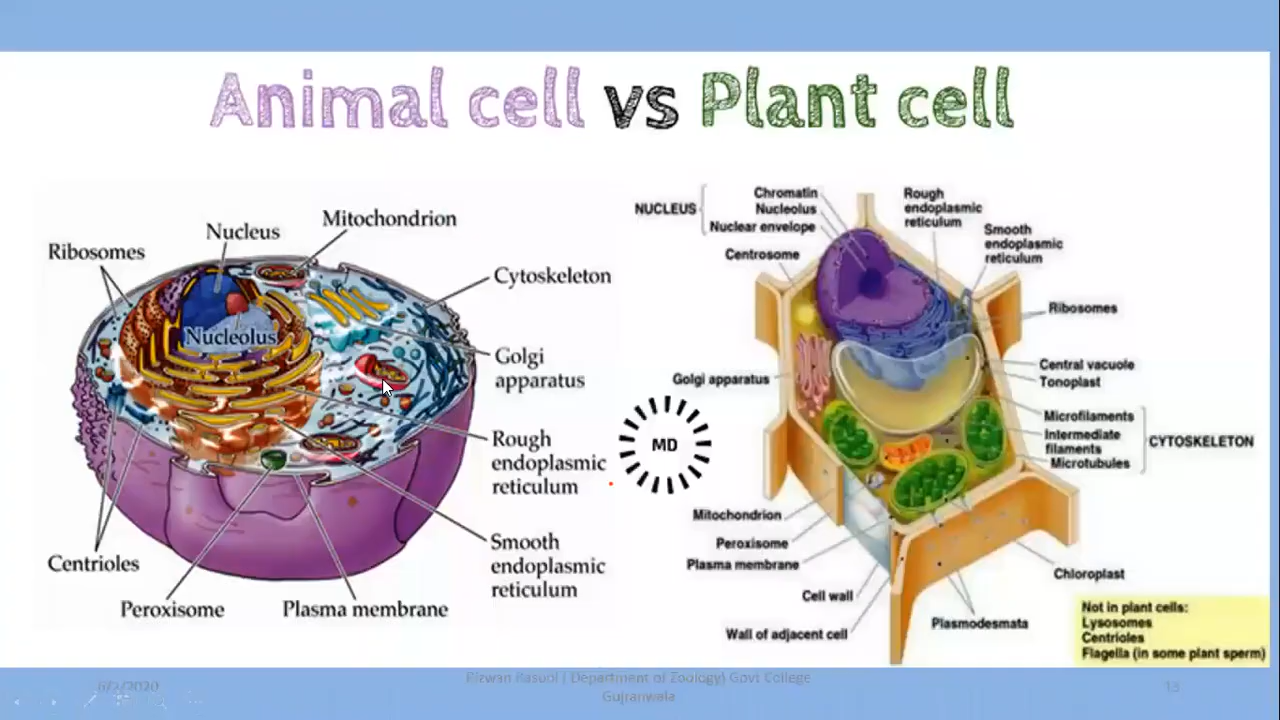 Animal cell vs Plant cell
Ribosomes
Nucleus
Mitochondrion
Cytoskeleton
Nucleolus
Golgi
apparatus
Rough
endoplasmic
reticulum
Smooth
endoplasmic
reticulum
Centrioles
Peroxisome
Plasma membrane
MD
NUCLEUS
Chromatin
Nucleolus
Nuclear envelope
Centrosome
Rough
endoplasmic
reticulum
Smooth
endoplasmic
reticulum
Ribosomes
Golgi apparatus
Central vacuole
Tonoplast
Microfilaments
Intermediate
filaments
Microtubules
CYTOSKELETON
Mitochondrion
Peroxisome
Plasma membrane
Cell wall
Wall of adjacent cell
Chloroplast
Plasmodesmata
Not in plant cells:
Lysosomes
Centrioles
Flagella (in some plant sperm)
6/2/2020
Rizwan Rasool | Department of Zoology| Govt College
Gujranwala
13